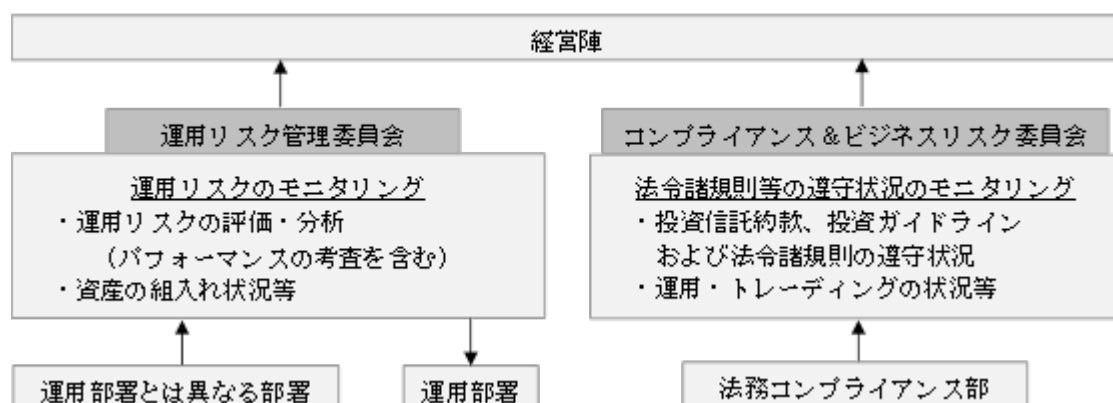 経営陣
運用リスク管理委員会
運用リスクのモニタリング
・運用リスクの評価・分析
(パフォーマンスの考査を含む)
・資産の組入れ状況等
運用部署とは異なる部署
運用部署
コンプライアンス&ビジネスリスク委員会
法令諸規則等の遵守状況のモニタリング
・投資信託約款、投資ガイドライン
および法令諸規則の遵守状況
・運用・トレーディングの状況等
法務コンプライアンス部